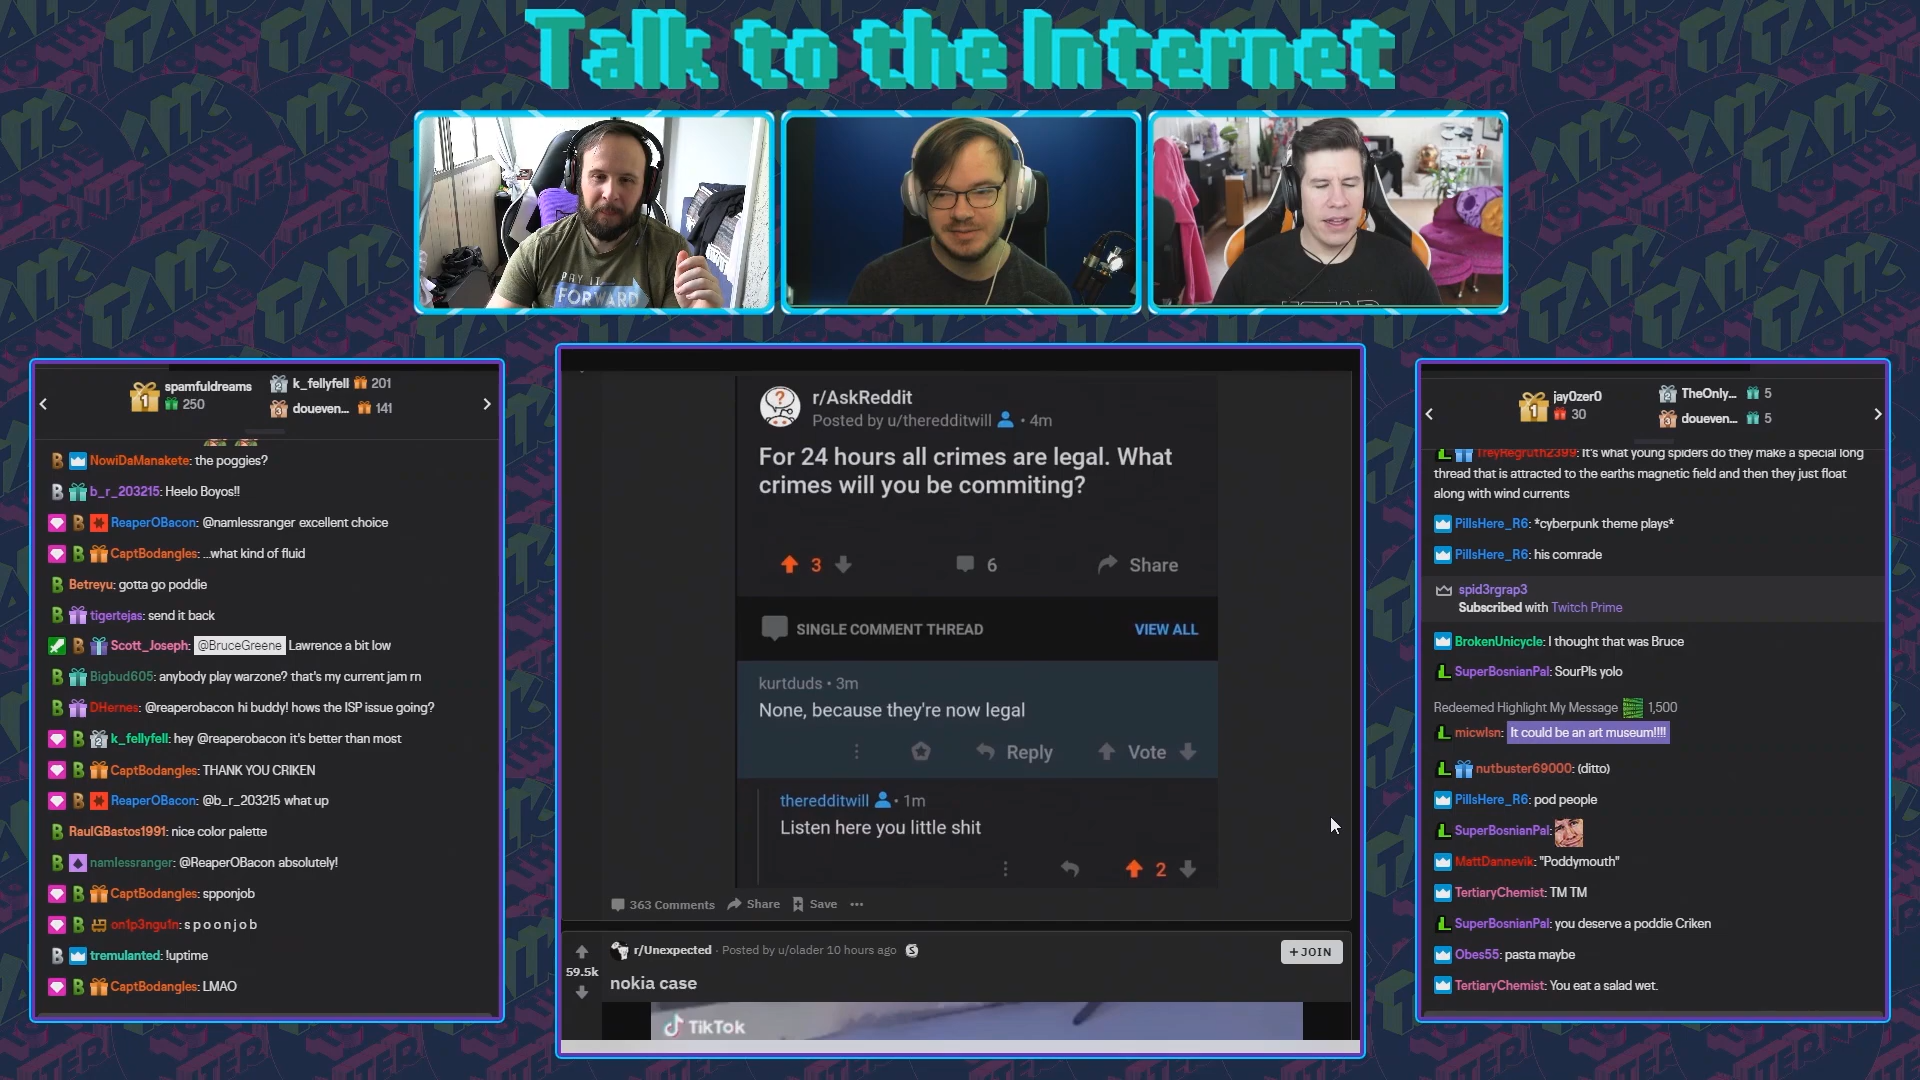 Talk to the Internet
PAY IT
FORWARD
1 spamfuldreams
250
2 k_fellyfell 201
3 doueven... 141
NowiDaManakete: the poggies?
b_r_203215: Heelo Boyos!!
ReaperOBacon: @namlessranger excellent choice
CaptBodangles: ...what kind of fluid
Betreyu: gotta go poddie
tigertejas: send it back
Scott_Joseph: @BruceGreene Lawrence a bit low
Bigbud605: anybody play warzone? that's my current jam rn
DHernes: @reaperobacon hi buddy! hows the ISP issue going?
k_fellyfell: hey @reaperobacon it's better than most
CaptBodangles: THANK YOU CRIKEN
ReaperOBacon: @b_r_203215 what up
RaulGBastos1991: nice color palette
namlessranger: @ReaperOBacon absolutely!
CaptBodangles: spponjob
on1p3ngu1n: s p o o n j o b
tremulanted: !uptime
CaptBodangles: LMAO
r/AskReddit
Posted by u/theredditwill • 4m
For 24 hours all crimes are legal. What
crimes will you be commiting?
3 6 Share
SINGLE COMMENT THREAD VIEW ALL
kurtduds • 3m
None, because they're now legal
Reply Vote
theredditwill • 1m
Listen here you little shit
2
363 Comments Share Save
r/Unexpected · Posted by u/olader 10 hours ago S
+JOIN
59.5k
nokia case
TikTok
1 jay0zer0
30
2 TheOnly... 5
3 doueven... 5
TreyRegruth2399: It's what young spiders do they make a special long
thread that is attracted to the earths magnetic field and then they just float
along with wind currents
PillsHere_R6: *cyberpunk theme plays*
PillsHere_R6: his comrade
spid3rgrap3
Subscribed with Twitch Prime
BrokenUnicycle: I thought that was Bruce
SuperBosnianPal: SourPls yolo
Redeemed Highlight My Message 1,500
micwlsn: It could be an art museum!!!!
nutbuster69000: (ditto)
PillsHere_R6: pod people
SuperBosnianPal:
MattDannevik: "Poddymouth"
TertiaryChemist: TM TM
SuperBosnianPal: you deserve a poddie Criken
Obes55: pasta maybe
TertiaryChemist: You eat a salad wet.